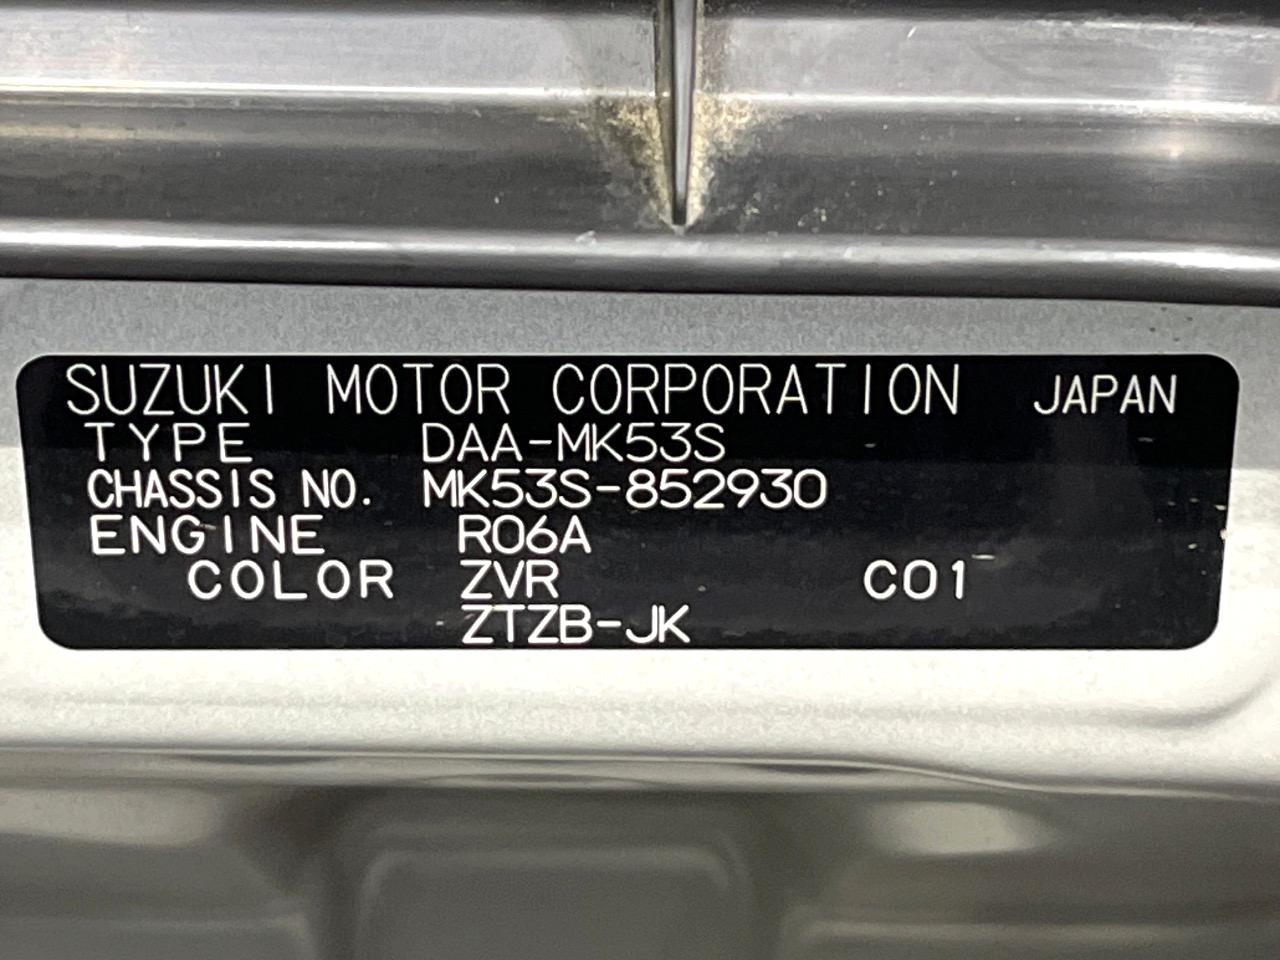 SUZUKI MOTOR CORPORATION JAPAN
TYPE DAA-MK53S
CHASSIS NO. MK53S-852930
ENGINE R06A
COLOR ZVR C01
ZTZB-JK